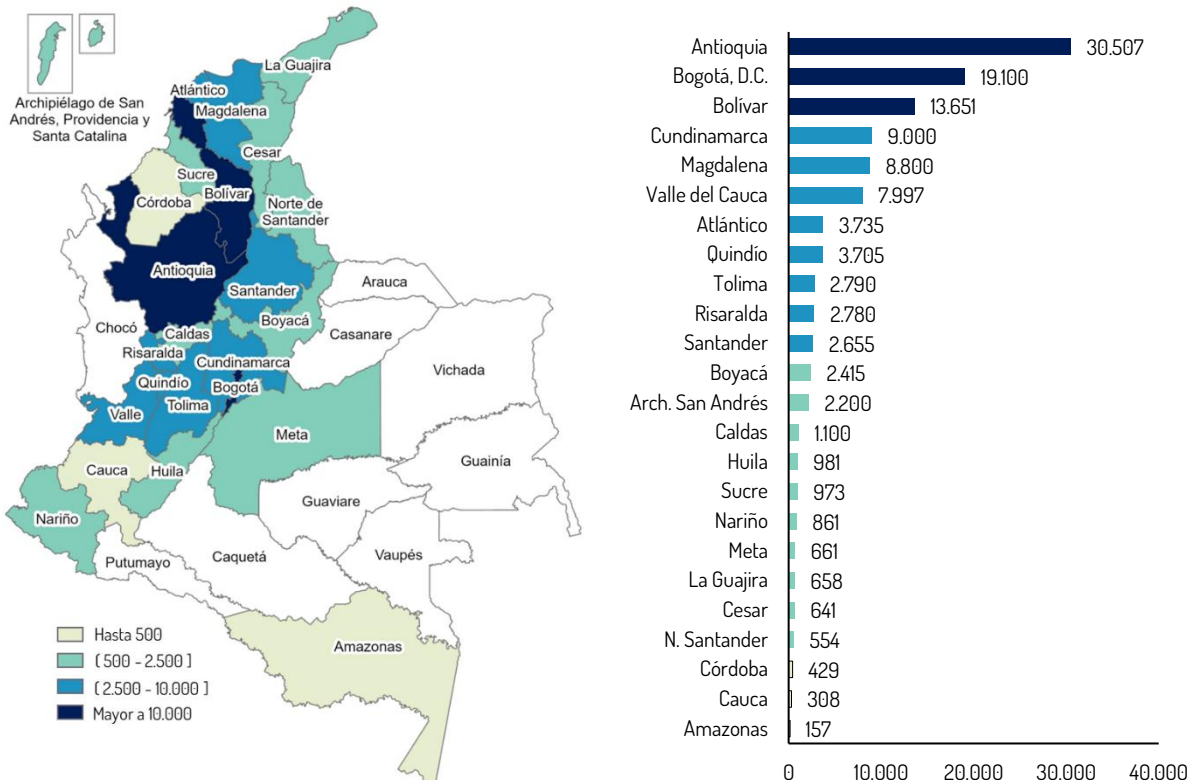 Archipiélago de San
Andrés, Providencia y
Santa Catalina
La Guajira
Atlántico
Magdalena
Cesar
Sucre
Bolívar
Córdoba
Norte de
Santander
Antioquia
Arauca
Santander
Chocó
Caldas
Boyacá
Casanare
Risaralda
Cundinamarca
Vichada
Quindío
Bogotá
Valle
Tolima
Meta
Guainía
Cauca
Huila
Guaviare
Nariño
Caquetá
Vaupés
Putumayo
Amazonas
Hasta 500
[ 500 - 2.500 ]
[ 2.500 - 10.000 ]
Mayor a 10.000
Antioquia 30.507
Bogotá, D.C. 19.100
Bolívar 13.651
Cundinamarca 9.000
Magdalena 8.800
Valle del Cauca 7.997
Atlántico 3.735
Quindío 3.705
Tolima 2.790
Risaralda 2.780
Santander 2.655
Boyacá 2.415
Arch. San Andrés 2.200
Caldas 1.100
Huila 981
Sucre 973
Nariño 861
Meta 661
La Guajira 658
Cesar 641
N. Santander 554
Córdoba 429
Cauca 308
Amazonas 157
0 10.000 20.000 30.000 40.000